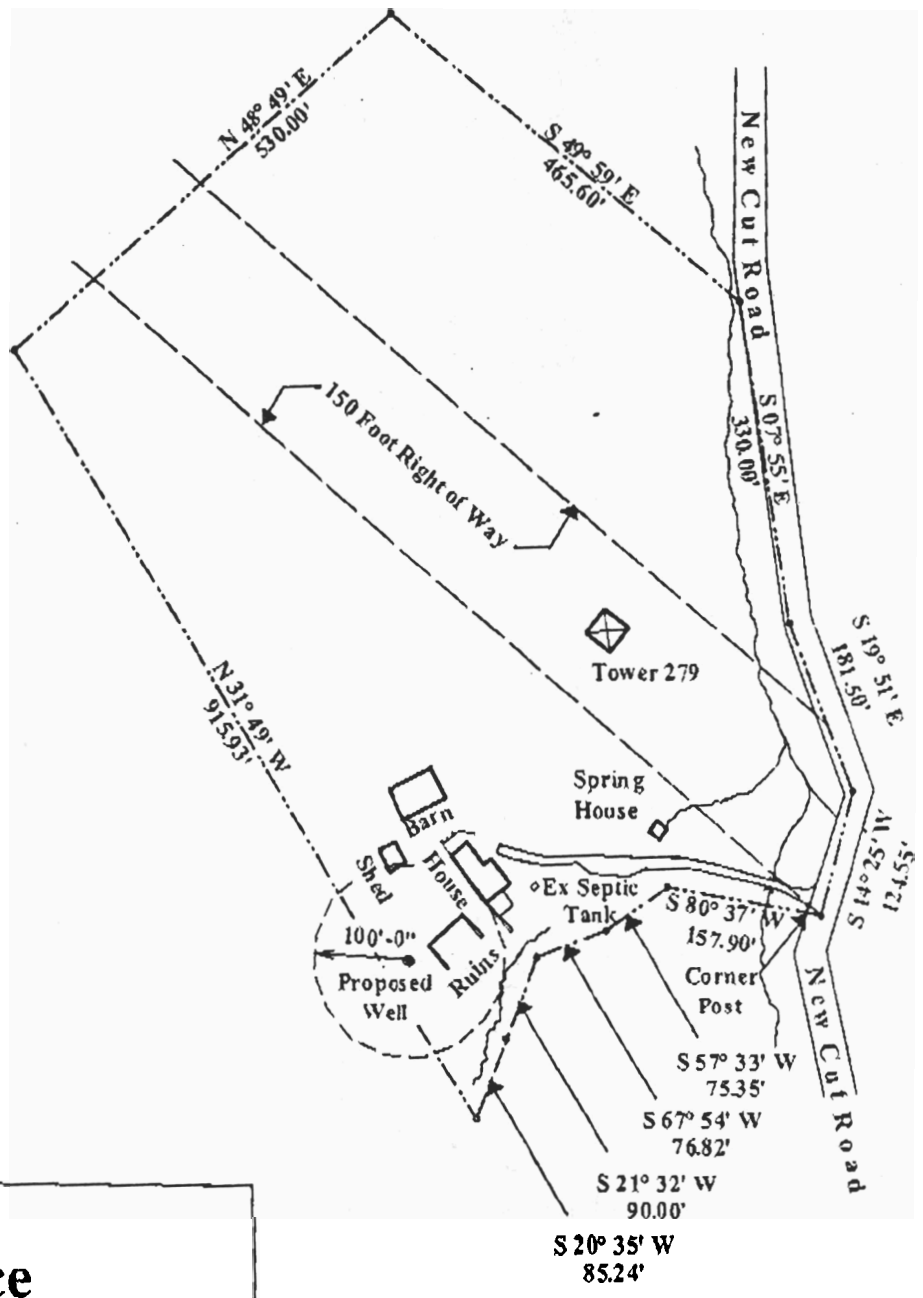 N 48° 49' E
530.00'
S 49° 59' E
465.60'
New Cut Road
S 07° 55' E
330.00'
150 Foot Right of Way
S 19° 51' E
181.50'
Tower 279
N 31° 49' W
915.93'
Spring
House
Barn
Shed
House
Ex Septic
Tank
S 14° 25' W
124.55'
S 80° 37' W
157.90'
100'-0"
Proposed
Well
Ruins
Corner
Post
New Cut Road
S 57° 33' W
75.35'
S 67° 54' W
76.82'
S 21° 32' W
90.00'
S 20° 35' W
85.24'